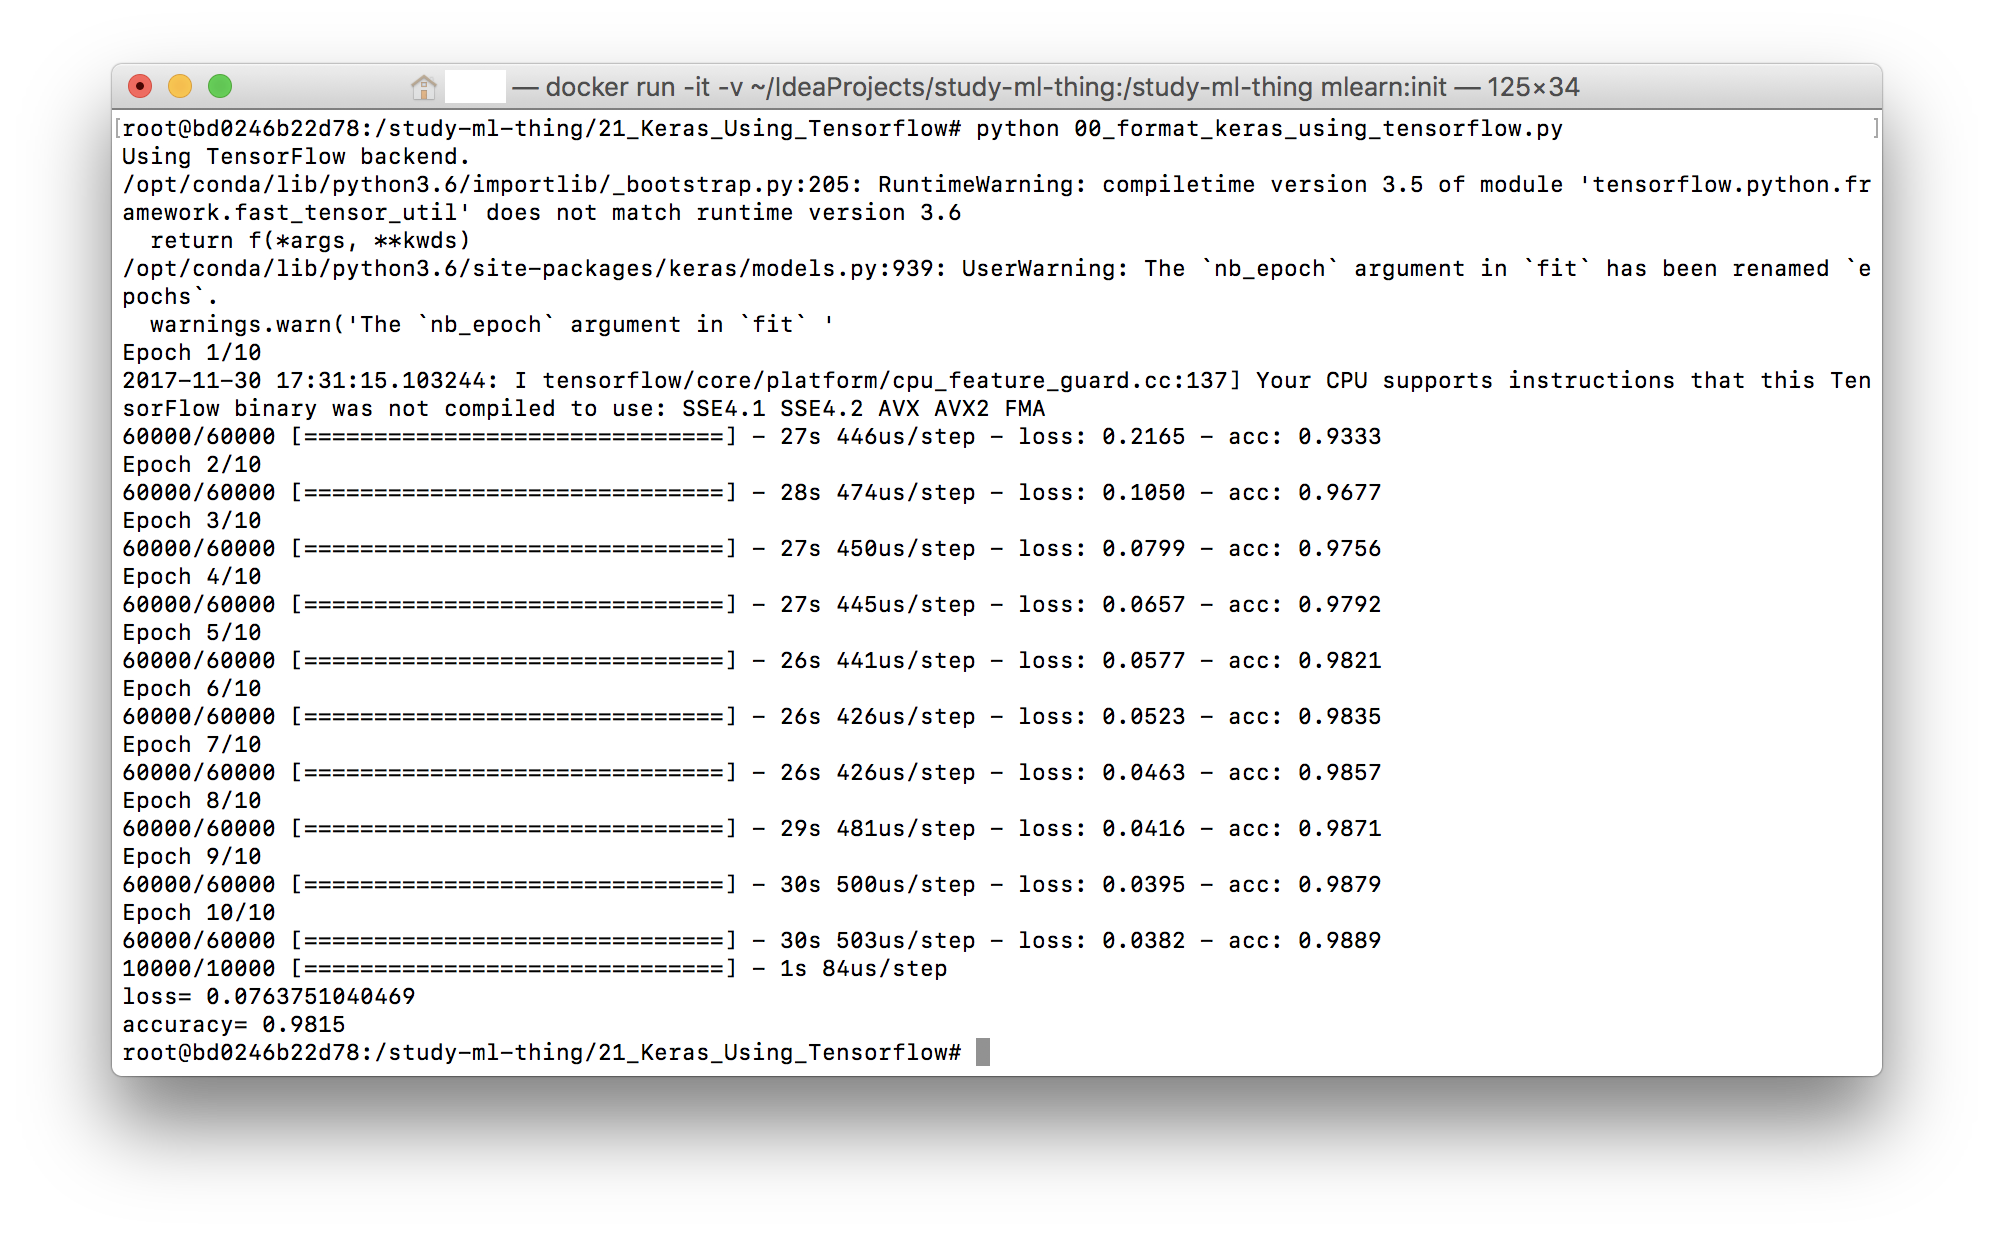 — docker run -it -v ~/IdeaProjects/study-ml-thing:/study-ml-thing mlearn:init — 125×34
[root@bd0246b22d78:/study-ml-thing/21_Keras_Using_Tensorflow# python 00_format_keras_using_tensorflow.py ]
Using TensorFlow backend.
/opt/conda/lib/python3.6/importlib/_bootstrap.py:205: RuntimeWarning: compiletime version 3.5 of module 'tensorflow.python.fr
amework.fast_tensor_util' does not match runtime version 3.6
  return f(*args, **kwds)
/opt/conda/lib/python3.6/site-packages/keras/models.py:939: UserWarning: The `nb_epoch` argument in `fit` has been renamed `e
pochs`.
  warnings.warn('The `nb_epoch` argument in `fit` '
Epoch 1/10
2017-11-30 17:31:15.103244: I tensorflow/core/platform/cpu_feature_guard.cc:137] Your CPU supports instructions that this Ten
sorFlow binary was not compiled to use: SSE4.1 SSE4.2 AVX AVX2 FMA
60000/60000 [==============================] - 27s 446us/step - loss: 0.2165 - acc: 0.9333
Epoch 2/10
60000/60000 [==============================] - 28s 474us/step - loss: 0.1050 - acc: 0.9677
Epoch 3/10
60000/60000 [==============================] - 27s 450us/step - loss: 0.0799 - acc: 0.9756
Epoch 4/10
60000/60000 [==============================] - 27s 445us/step - loss: 0.0657 - acc: 0.9792
Epoch 5/10
60000/60000 [==============================] - 26s 441us/step - loss: 0.0577 - acc: 0.9821
Epoch 6/10
60000/60000 [==============================] - 26s 426us/step - loss: 0.0523 - acc: 0.9835
Epoch 7/10
60000/60000 [==============================] - 26s 426us/step - loss: 0.0463 - acc: 0.9857
Epoch 8/10
60000/60000 [==============================] - 29s 481us/step - loss: 0.0416 - acc: 0.9871
Epoch 9/10
60000/60000 [==============================] - 30s 500us/step - loss: 0.0395 - acc: 0.9879
Epoch 10/10
60000/60000 [==============================] - 30s 503us/step - loss: 0.0382 - acc: 0.9889
10000/10000 [==============================] - 1s 84us/step
loss= 0.0763751040469
accuracy= 0.9815
root@bd0246b22d78:/study-ml-thing/21_Keras_Using_Tensorflow#